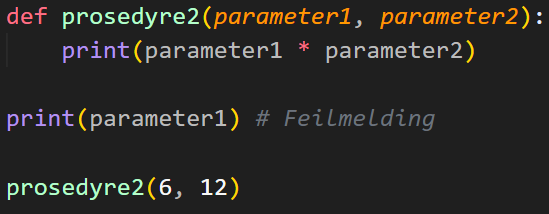 def prosedyre2(parameter1, parameter2):
    print(parameter1 * parameter2)
print(parameter1) # Feilmelding
prosedyre2(6, 12)